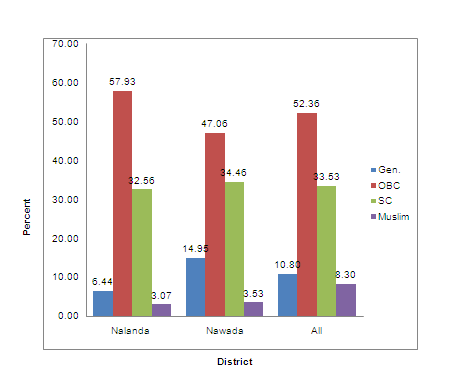 70.00
60.00
50.00
40.00
30.00
20.00
10.00
0.00
Percent
57.93
52.36
47.06
32.56
34.46
33.53
14.95
10.80
8.30
6.44
3.07
3.53
Nalanda
Nawada
All
District
Gen.
OBC
SC
Muslim